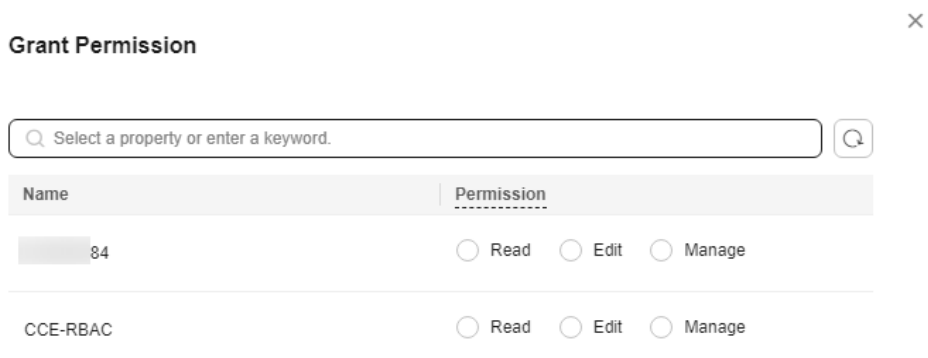 Grant Permission
Select a property or enter a keyword.
Name Permission
84 Read Edit Manage
CCE-RBAC Read Edit Manage